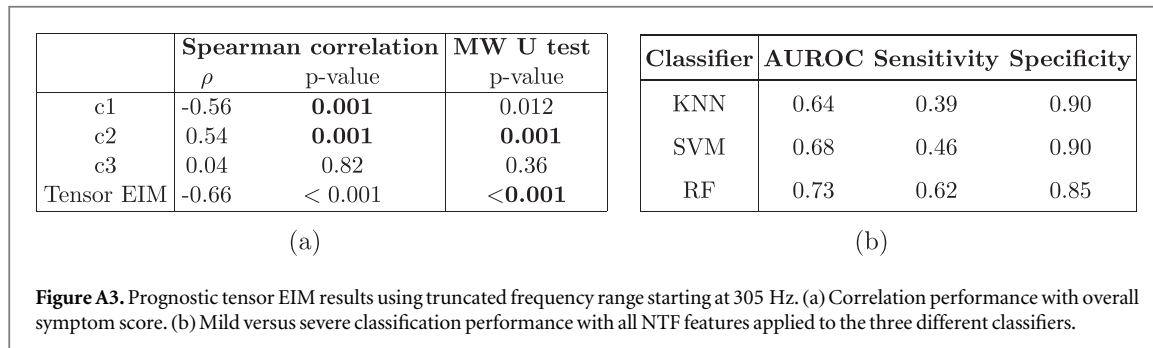 Spearman correlation MW U test
ρ p-value p-value
c1 -0.56 0.001 0.012
c2 0.54 0.001 0.001
c3 0.04 0.82 0.36
Tensor EIM -0.66 < 0.001 <0.001
(a)
Classifier AUROC Sensitivity Specificity
KNN 0.64 0.39 0.90
SVM 0.68 0.46 0.90
RF 0.73 0.62 0.85
(b)
Figure A3. Prognostic tensor EIM results using truncated frequency range starting at 305 Hz. (a) Correlation performance with overall
symptom score. (b) Mild versus severe classification performance with all NTF features applied to the three different classifiers.